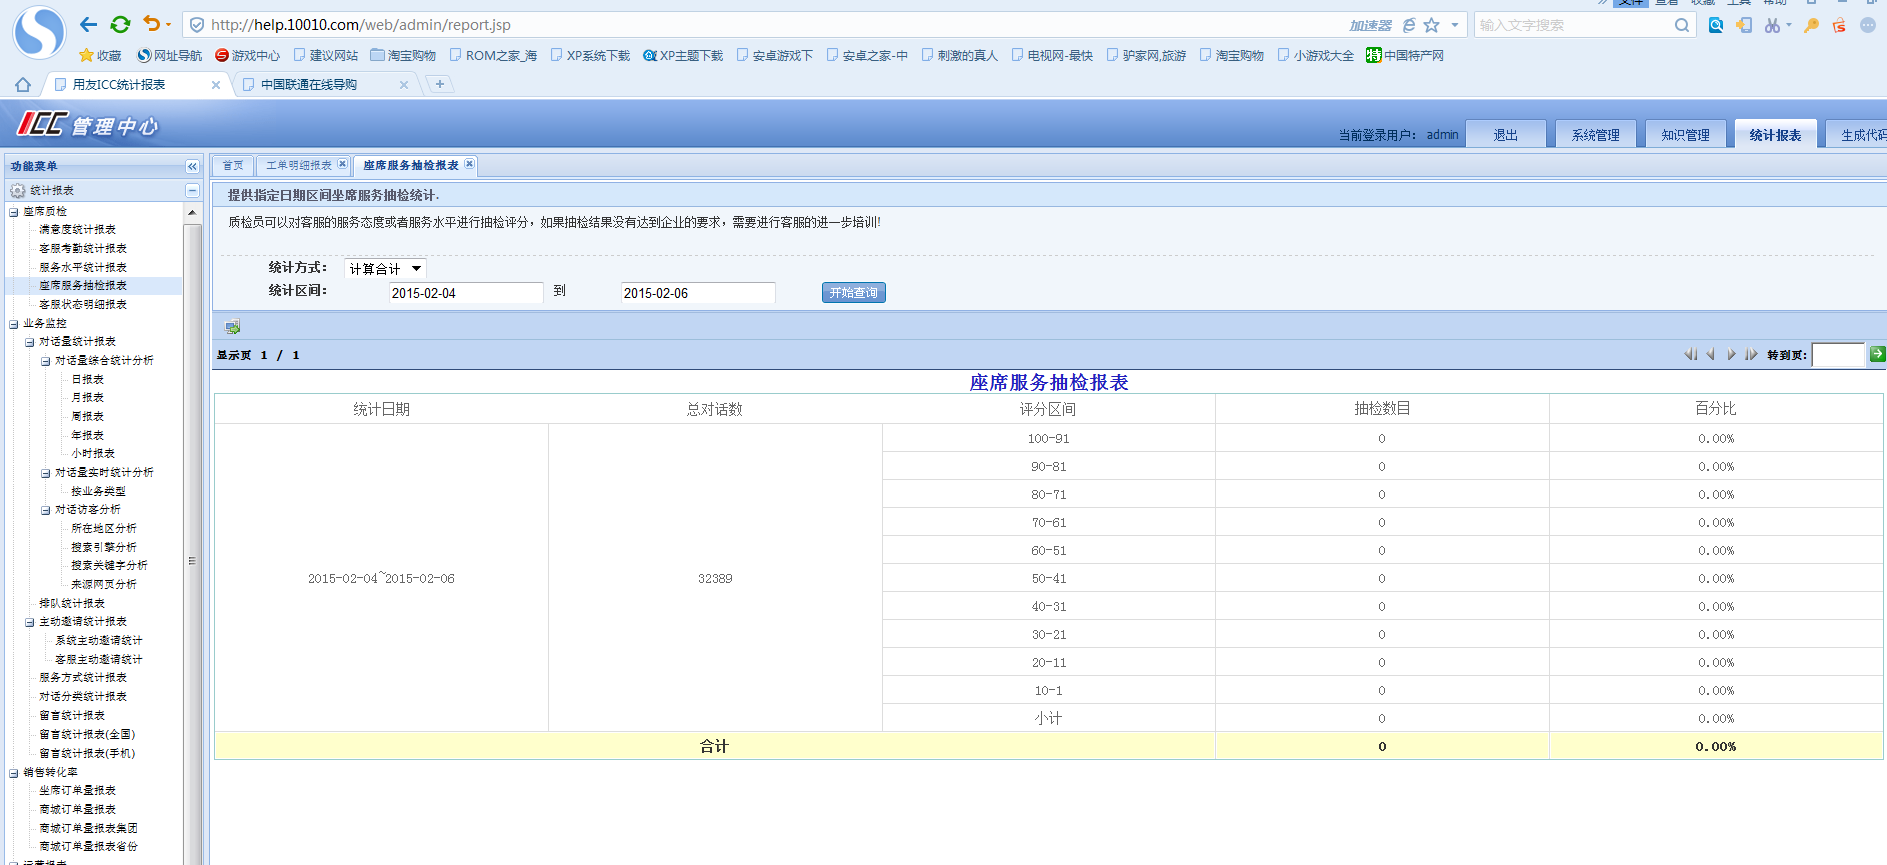 文件 查看 收藏 工具 帮助
http://help.10010.com/web/admin/report.jsp
加速器
输入文字搜索
收藏 网址导航 游戏中心 建议网站 淘宝购物 ROM之家_海 XP系统下载 XP主题下载 安卓游戏下 安卓之家-中 刺激的真人 电视网-最快 驴家网,旅游 淘宝购物 小游戏大全 中国特产网
用友ICC统计报表 中国联通在线导购
ICC 管理中心
当前登录用户: admin 退出 系统管理 知识管理 统计报表 生成代码
功能菜单
统计报表
座席质检
满意度统计报表
客服考勤统计报表
服务水平统计报表
座席服务抽检报表
客服状态明细报表
业务监控
对话量统计报表
对话量综合统计分析
日报表
月报表
周报表
年报表
小时报表
对话量实时统计分析
按业务类型
对话访客分析
所在地区分析
搜索引擎分析
搜索关键字分析
来源网页分析
排队统计报表
主动邀请统计报表
系统主动邀请统计
客服主动邀请统计
服务方式统计报表
对话分类统计报表
留言统计报表
留言统计报表(全国)
留言统计报表(手机)
销售转化率
坐席订单量报表
商城订单量报表
商城订单量报表集团
商城订单量报表省份
运营报表
首页 工单明细报表 座席服务抽检报表
提供指定日期区间坐席服务抽检统计.
质检员可以对客服的服务态度或者服务水平进行抽检评分，如果抽检结果没有达到企业的要求，需要进行客服的进一步培训!
统计方式: 计算合计
统计区间: 2015-02-04 到 2015-02-06 开始查询
显示页 1 / 1 转到页:
座席服务抽检报表
统计日期 总对话数 评分区间 抽检数目 百分比
100-91 0 0.00%
90-81 0 0.00%
80-71 0 0.00%
70-61 0 0.00%
60-51 0 0.00%
2015-02-04~2015-02-06 32389 50-41 0 0.00%
40-31 0 0.00%
30-21 0 0.00%
20-11 0 0.00%
10-1 0 0.00%
小计 0 0.00%
合计 0 0.00%